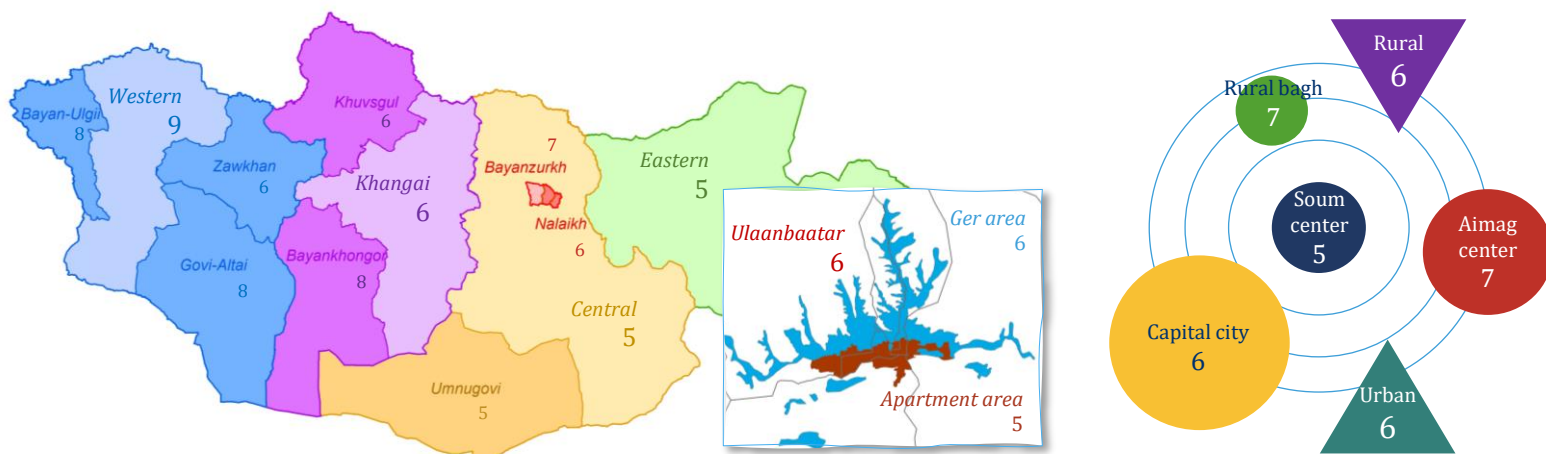 Bayan-Ulgii
8
Western
9
Zawkhan
6
Govi-Altai
8
Khuvsgul
6
Khangai
6
Bayankhongor
8
7
Bayanzurkh
Nalaikh
6
Central
5
Umnugovi
5
Eastern
5
Ulaanbaatar
6
Ger area
6
Apartment area
5
Rural
6
Rural bagh
7
Soum
center
5
Aimag
center
7
Capital city
6
Urban
6